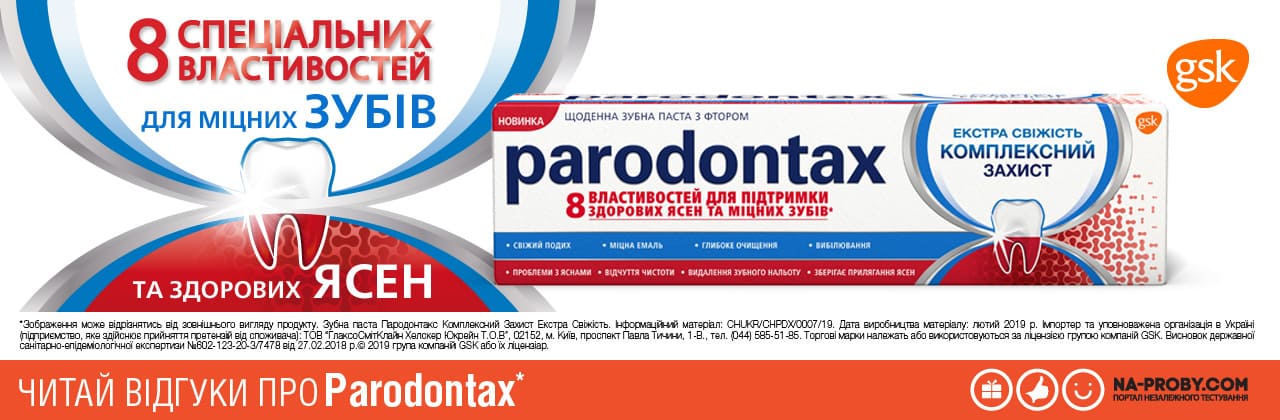 8 СПЕЦІАЛЬНИХ
ВЛАСТИВОСТЕЙ
ДЛЯ МІЦНИХ ЗУБІВ
ТА ЗДОРОВИХ ЯСЕН
gsk
НОВИНКА
ЩОДЕННА ЗУБНА ПАСТА З ФТОРОМ
parodontax
8 ВЛАСТИВОСТЕЙ ДЛЯ ПІДТРИМКИ
ЗДОРОВИХ ЯСЕН ТА МІЦНИХ ЗУБІВ*
• СВІЖИЙ ПОДИХ • МІЦНА ЕМАЛЬ • ГЛИБОКЕ ОЧИЩЕННЯ • ВИБІЛЮВАННЯ
• ПРОБЛЕМИ З ЯСНАМИ • ВІДЧУТТЯ ЧИСТОТИ • ВИДАЛЕННЯ ЗУБНОГО НАЛЬОТУ • ЗБЕРІГАЄ ПРИЛЯГАННЯ ЯСЕН
gsk
ЕКСТРА СВІЖІСТЬ
КОМПЛЕКСНИЙ
ЗАХИСТ
*Зображення може відрізнятись від зовнішнього вигляду продукту. Зубна паста Пародонтакс Комплексний Захист Екстра Свіжість. Інформаційний матеріал: CHUKR/CHPDX/0007/19. Дата виробництва матеріалу: лютий 2019 р. Імпортер та уповноважена організація в Україні
(підприємство, яке здійснює прийняття претензій від споживача): ТОВ "ГлаксоСмітКляйн Хелскер Юкрейн Т.О.В", 02152, м. Київ, проспект Павла Тичини, 1-В., тел. (044) 585-51-85. Торгові марки належать або використовуються за ліцензією групою компаній GSK. Висновок державної
санітарно-епідеміологічної експертизи №602-123-20-3/7478 від 27.02.2018 р.© 2019 група компаній GSK або їх ліцензіар.
ЧИТАЙ ВІДГУКИ ПРО Parodontax*
NA-PROBY.COM
ПОРТАЛ НЕЗАЛЕЖНОГО ТЕСТУВАННЯ